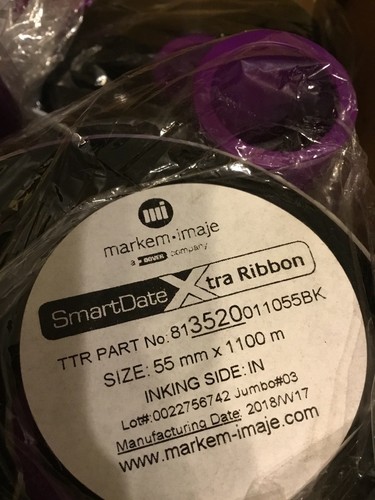 mi
markem-imaje
a DOVER company
SmartDate Xtra Ribbon
TTR PART No: 813520011055BK
SIZE: 55 mm x 1100 m
INKING SIDE: IN
Lot#:0022756742 Jumbo#03
Manufacturing Date: 2018/W17
www.markem-imaje.com